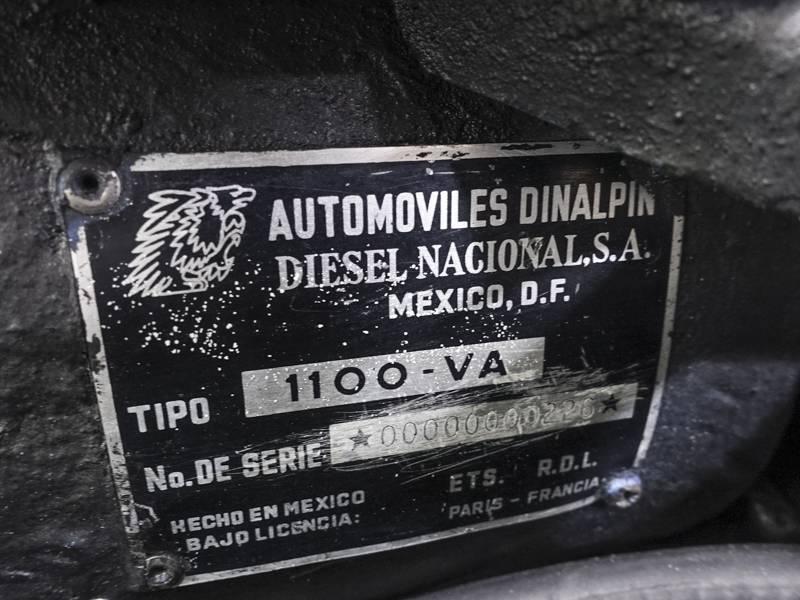 AUTOMOVILES DINALPIN
DIESEL NACIONAL, S.A.
MEXICO, D.F.
TIPO 1100-VA
No. DE SERIE ★00000000226★
HECHO EN MEXICO
BAJO LICENCIA:
ETS. R.D.L.
PARIS - FRANCIA